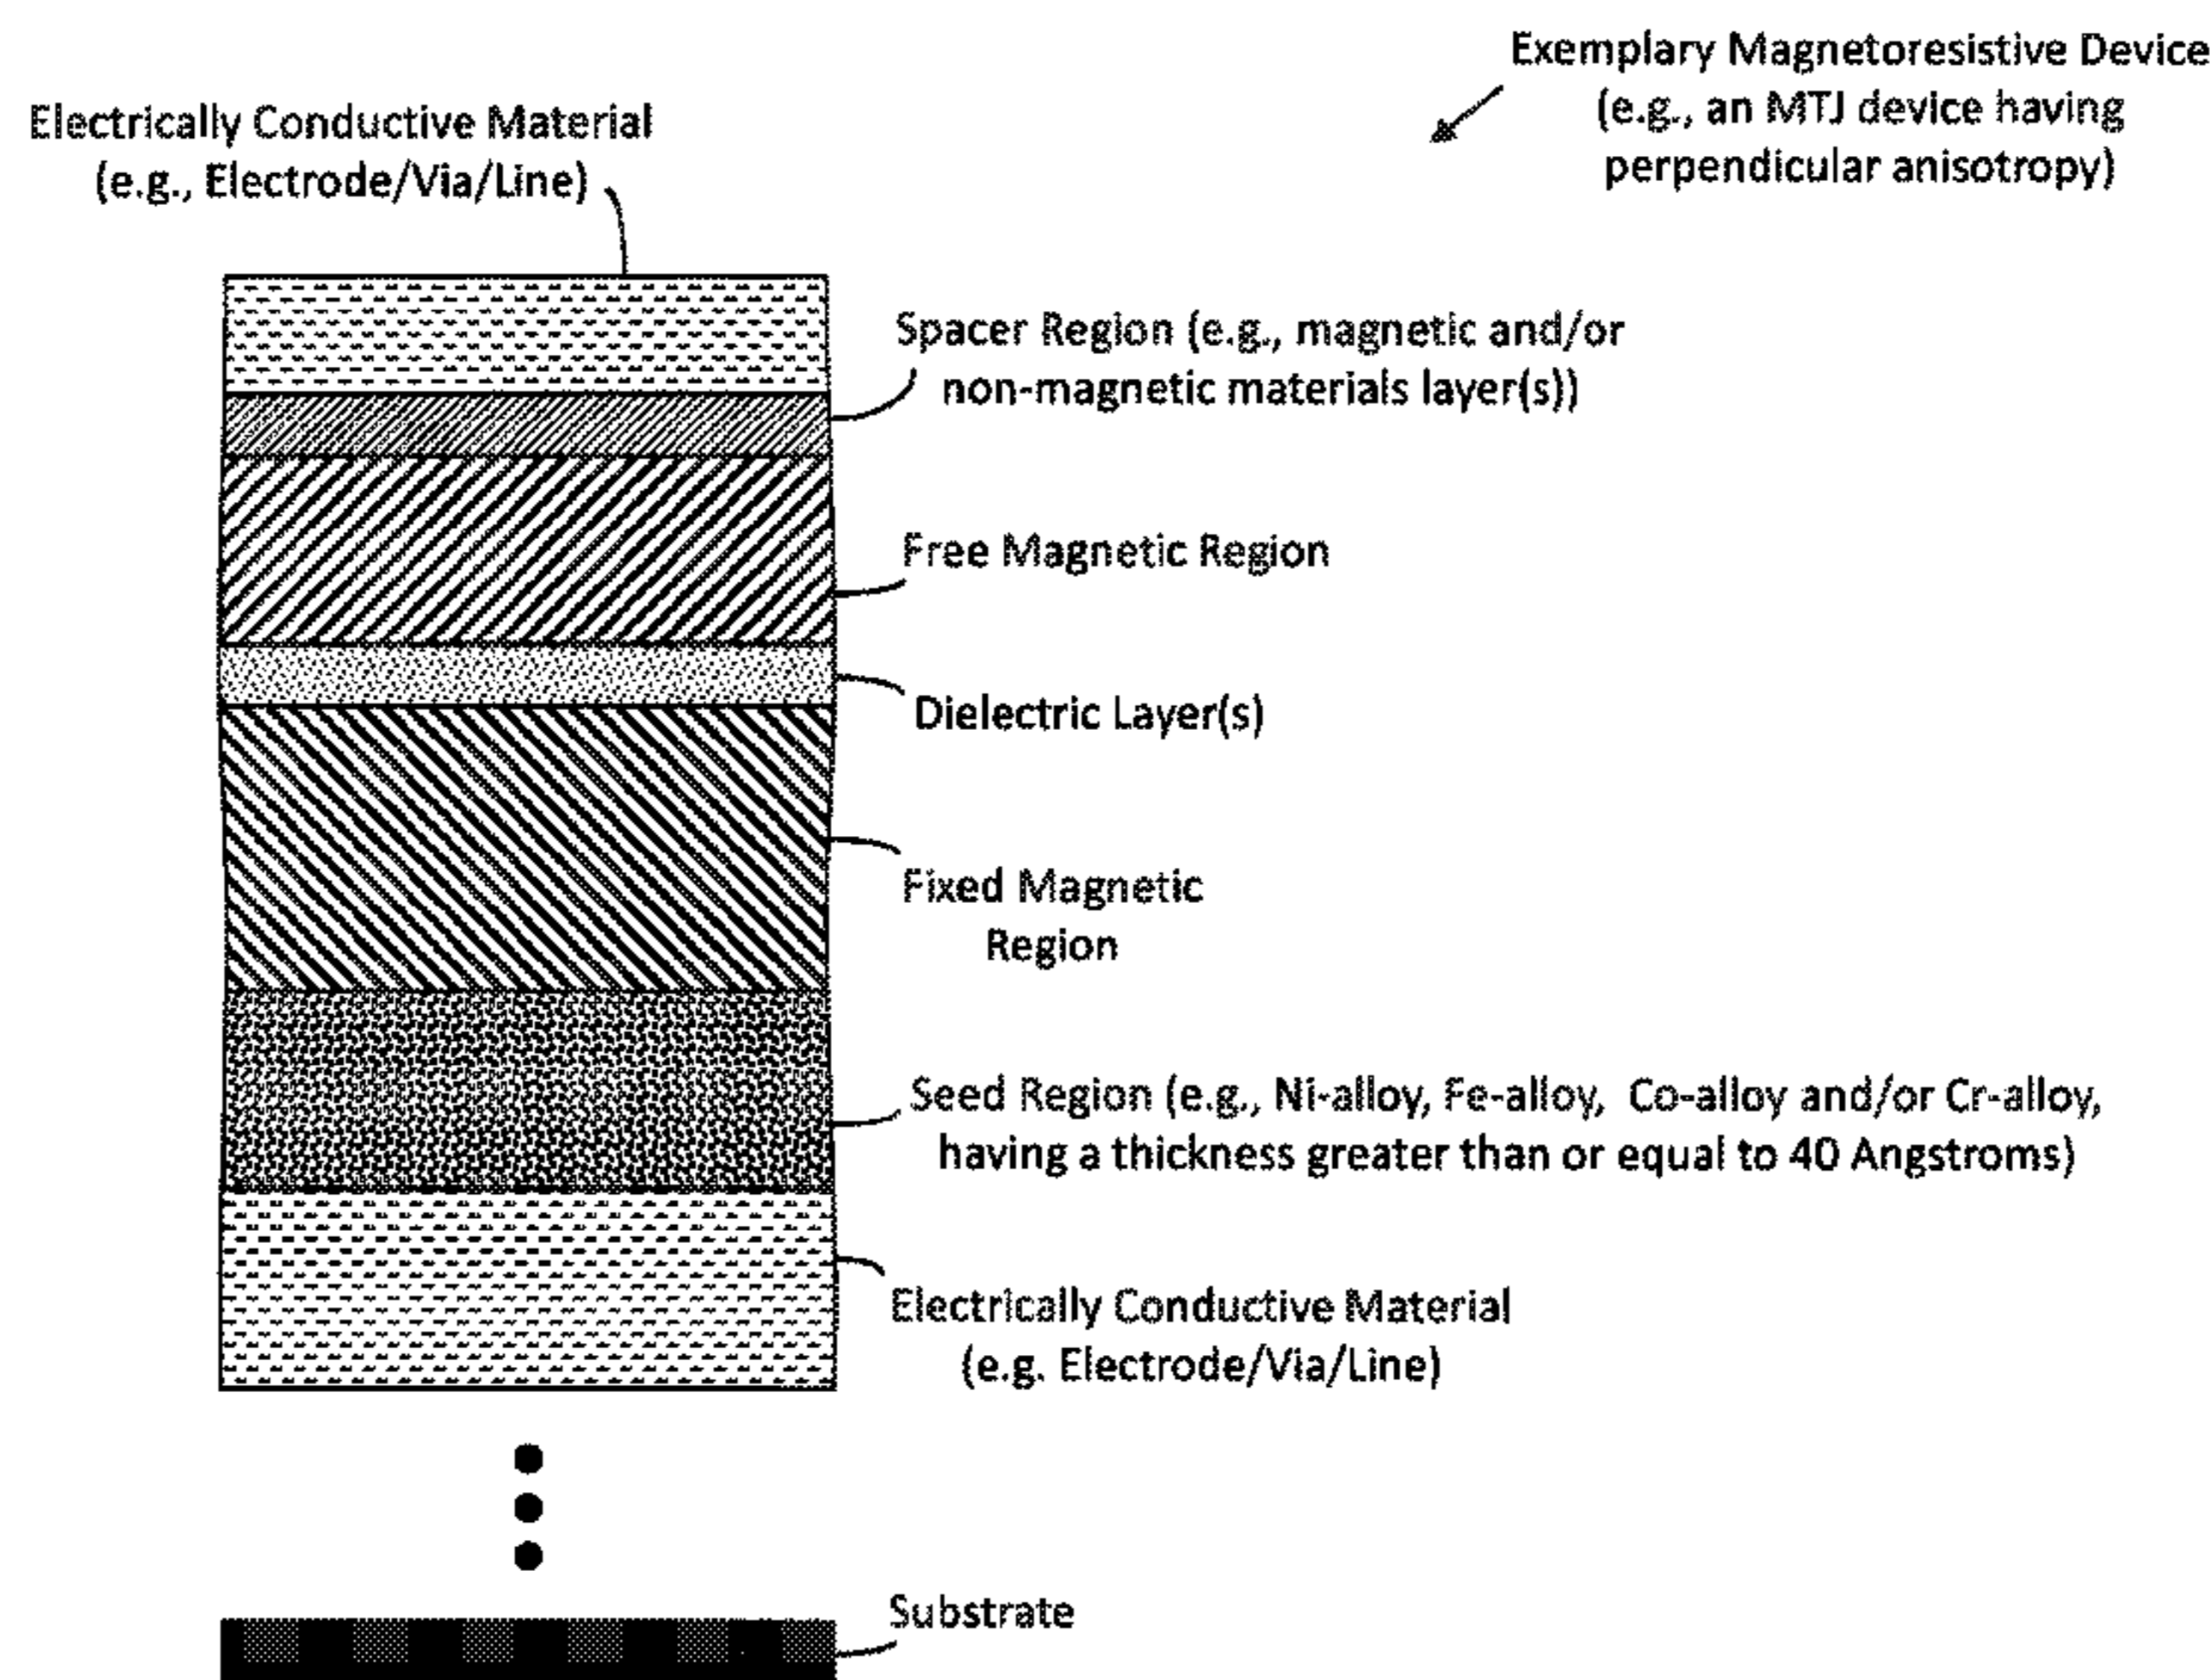 Exemplary Magnetoresistive Device
(e.g., an MTJ device having
perpendicular anisotropy)
Electrically Conductive Material
(e.g., Electrode/Via/Line)
Spacer Region (e.g., magnetic and/or
non-magnetic materials layer(s))
Free Magnetic Region
Dielectric Layer(s)
Fixed Magnetic
Region
Seed Region (e.g., Ni-alloy, Fe-alloy, Co-alloy and/or Cr-alloy,
having a thickness greater than or equal to 40 Angstroms)
Electrically Conductive Material
(e.g. Electrode/Via/Line)
Substrate